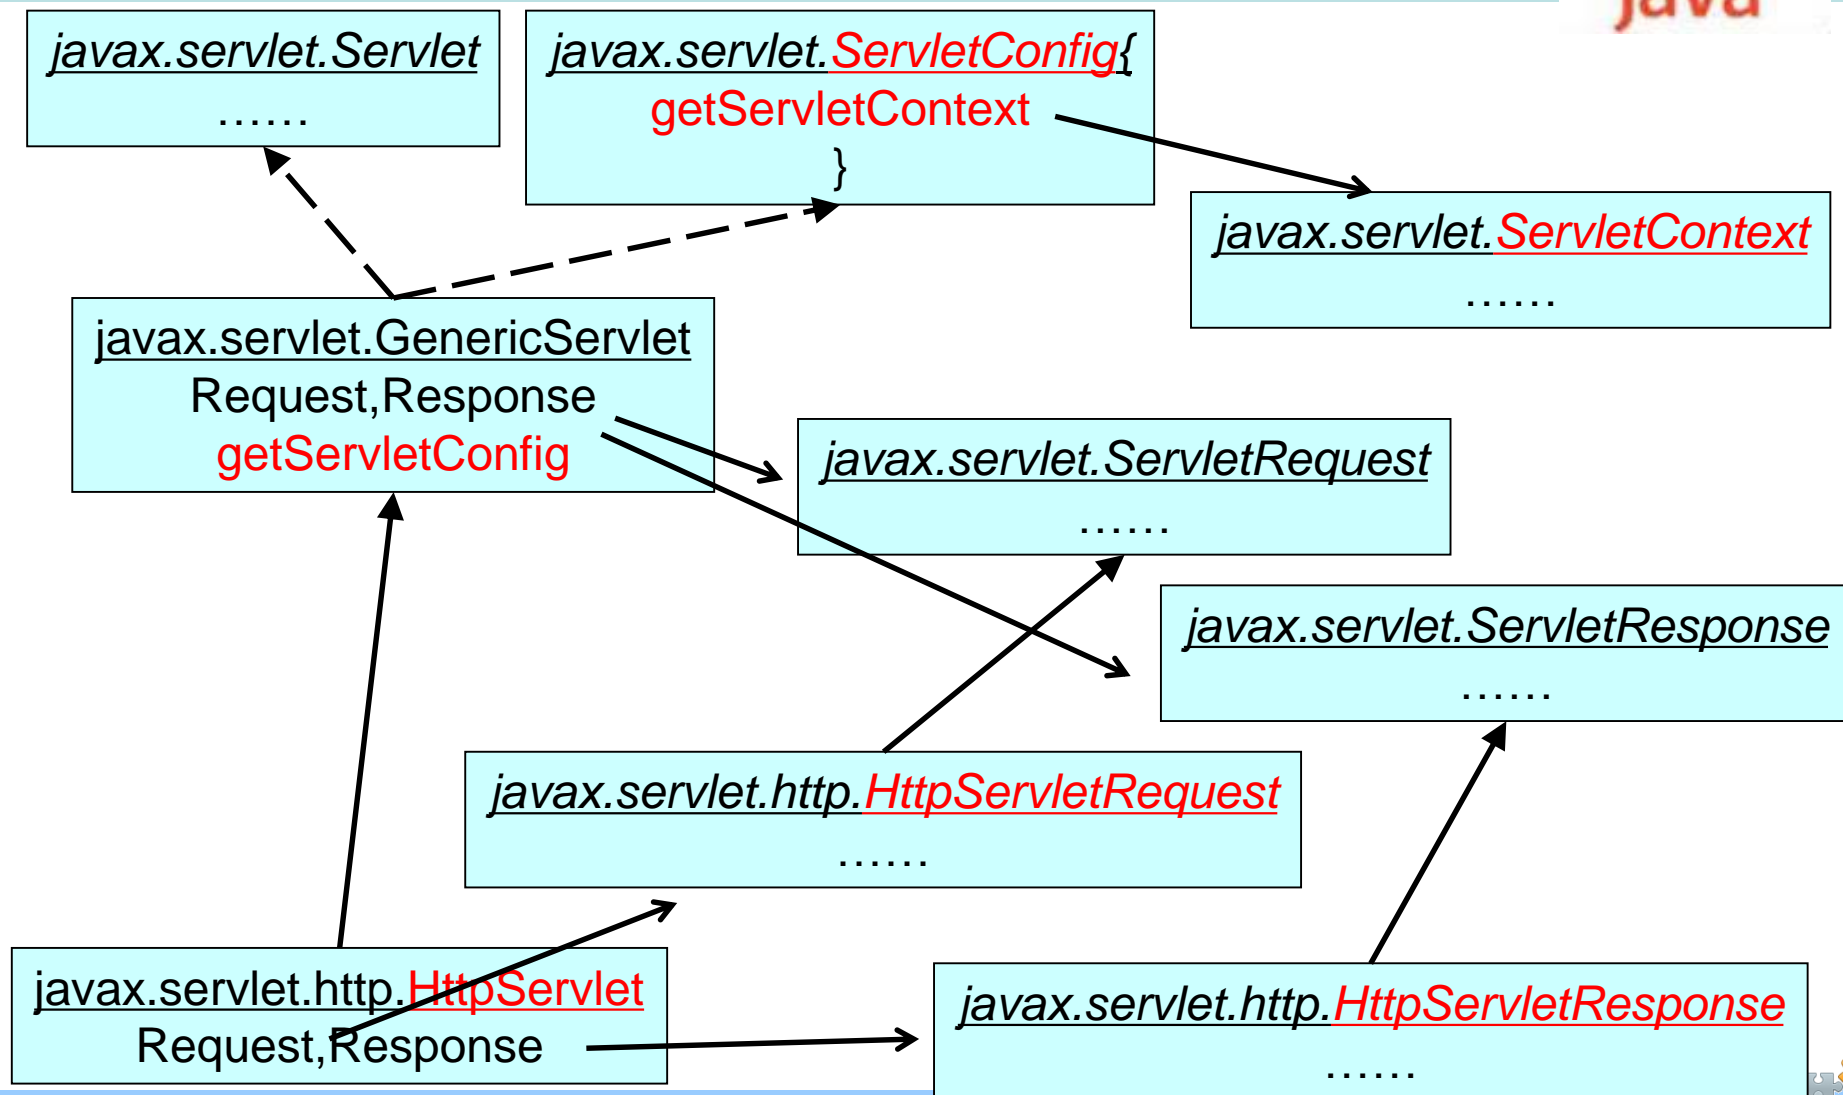 java
javax.servlet.Servlet
......
javax.servlet.ServletConfig{
getServletContext
}
javax.servlet.ServletContext
......
javax.servlet.GenericServlet
Request,Response
getServletConfig
javax.servlet.ServletRequest
......
javax.servlet.ServletResponse
......
javax.servlet.http.HttpServletRequest
......
javax.servlet.http.HttpServlet
Request,Response
javax.servlet.http.HttpServletResponse
......